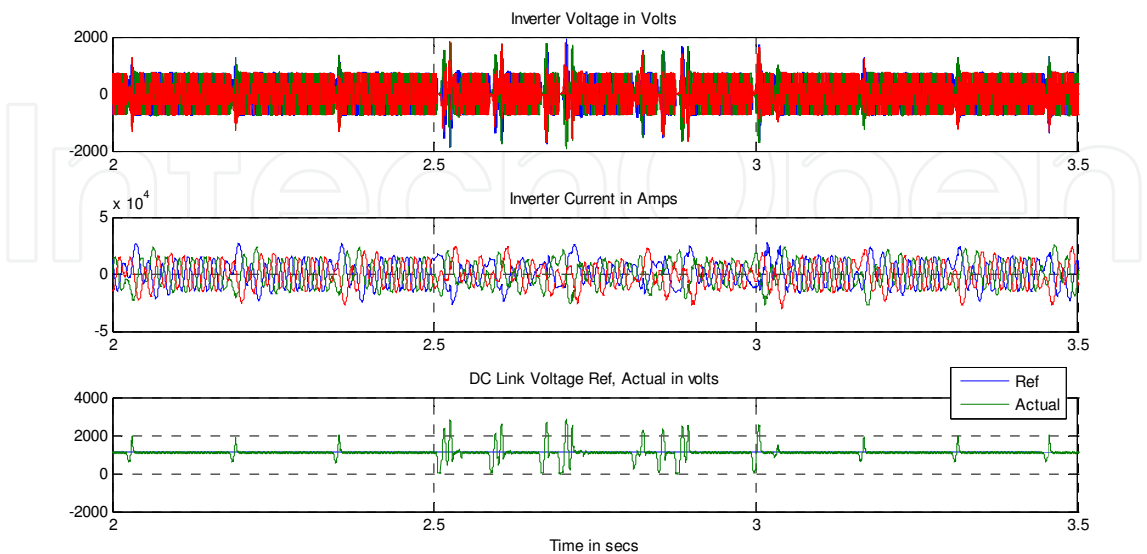 Inverter Voltage in Volts
2000
0
-2000
2
2.5
3
3.5
Inverter Current in Amps
x 10^4
5
0
-5
2
2.5
3
3.5
DC Link Voltage Ref, Actual in volts
Ref
Actual
4000
2000
0
-2000
2
2.5
3
3.5
Time in secs
IntechOpen